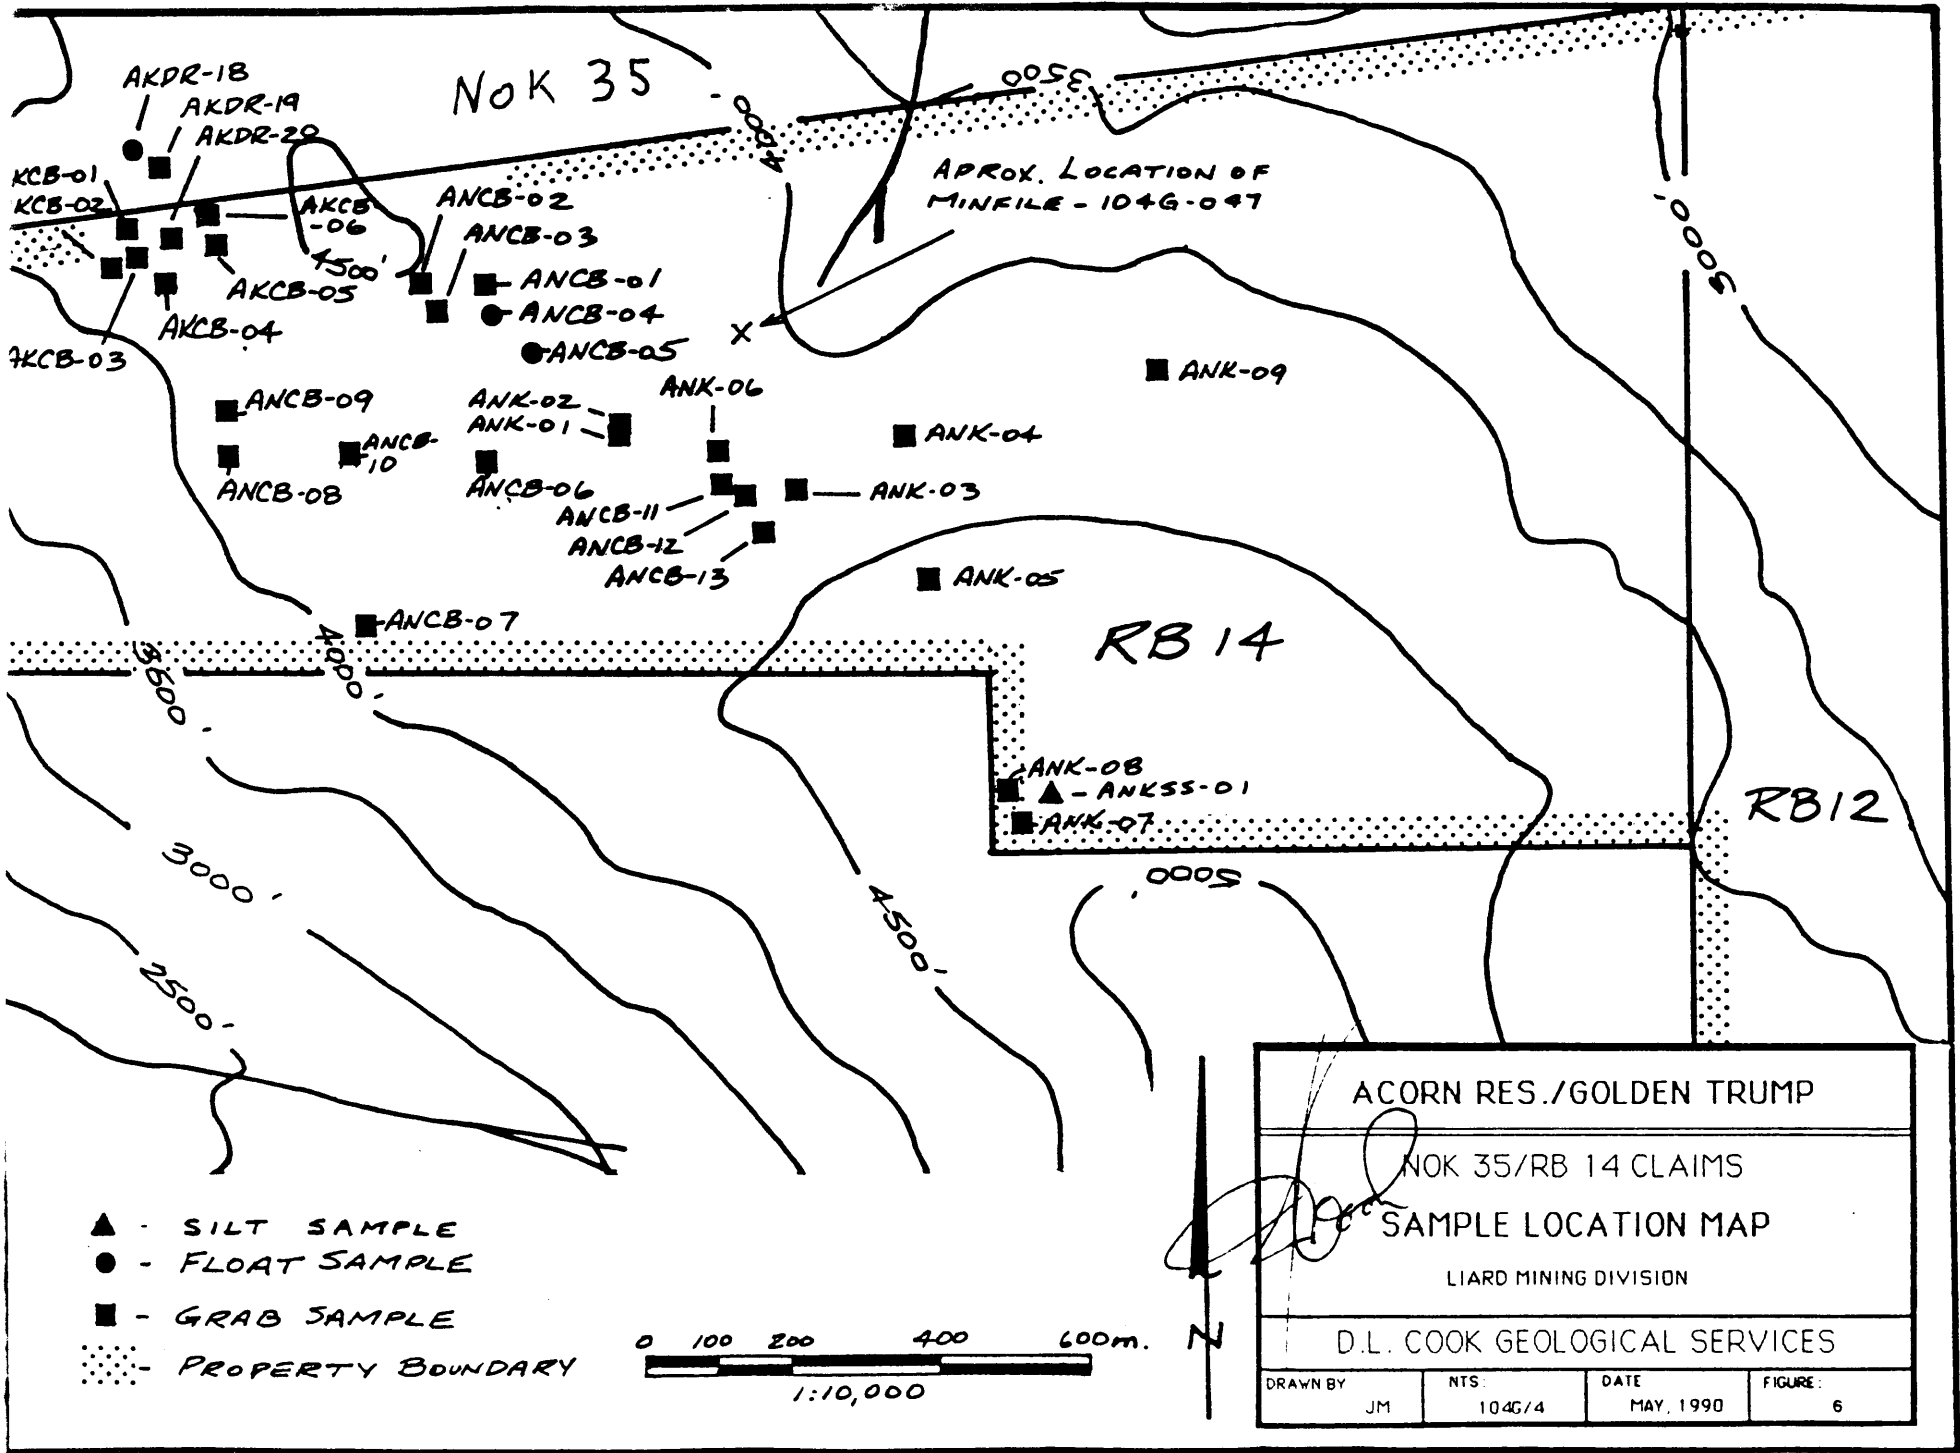 NOK 35
3500
4000'
3000'
AKDR-18
AKDR-19
AKDR-20
KCB-01
KCB-02
AKCB
-06
AKCB-05
AKCB-04
AKCB-03
4500'
ANCB-02
ANCB-03
ANCB-01
ANCB-04
ANCB-05
APROX. LOCATION OF
MINFILE - 104G-047
X
ANCB-09
ANCB-08
ANCB-
10
ANK-02
ANK-01
ANCB-06
ANK-06
ANCB-11
ANCB-12
ANCB-13
ANK-03
ANK-04
ANK-09
ANK-05
ANCB-07
RB 14
3500'
4000'
ANK-08
- ANKSS-01
ANK-07
RB12
3000'
2500'
4500'
5000'
- SILT SAMPLE
- FLOAT SAMPLE
- GRAB SAMPLE
- PROPERTY BOUNDARY
0 100 200 400 600m.
1:10,000
N
ACORN RES./GOLDEN TRUMP
NOK 35/RB 14 CLAIMS
SAMPLE LOCATION MAP
LIARD MINING DIVISION
D.L. COOK GEOLOGICAL SERVICES
DRAWN BY
JM
NTS:
104G/4
DATE
MAY, 1990
FIGURE:
6